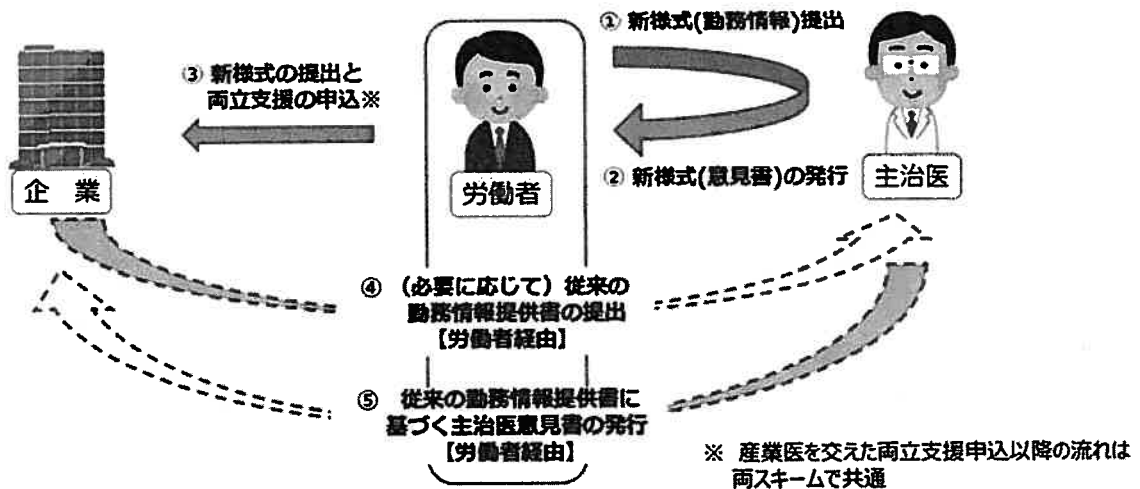 ① 新様式(勤務情報)提出
③ 新様式の提出と
両立支援の申込※
② 新様式(意見書)の発行
企 業
労働者
主治医
④ (必要に応じて)従来の
勤務情報提供書の提出
【労働者経由】
⑤ 従来の勤務情報提供書に
基づく主治医意見書の発行
【労働者経由】
※ 産業医を交えた両立支援申込以降の流れは
両スキームで共通